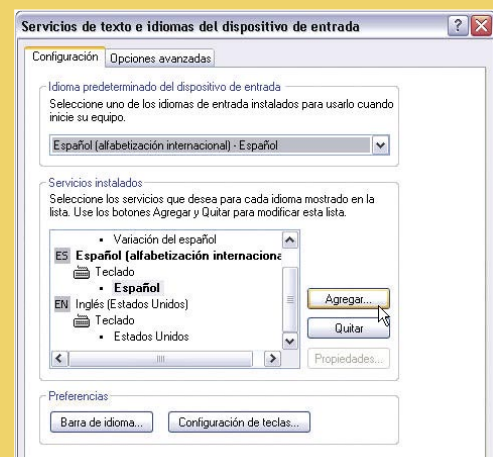 Servicios de texto e idiomas del dispositivo de entrada
Configuración
Opciones avanzadas
Idioma predeterminado del dispositivo de entrada
Seleccione uno de los idiomas de entrada instalados para usarlo cuando
inicie su equipo.
Español (alfabetización internacional) - Español
Servicios instalados
Seleccione los servicios que desea para cada idioma mostrado en la
lista. Use los botones Agregar y Quitar para modificar esta lista.
• Variación del español
ES Español (alfabetización internaciona
Teclado
• Español
EN Inglés (Estados Unidos)
Teclado
• Estados Unidos
Agregar...
Quitar
Propiedades...
Preferencias
Barra de idioma...
Configuración de teclas...